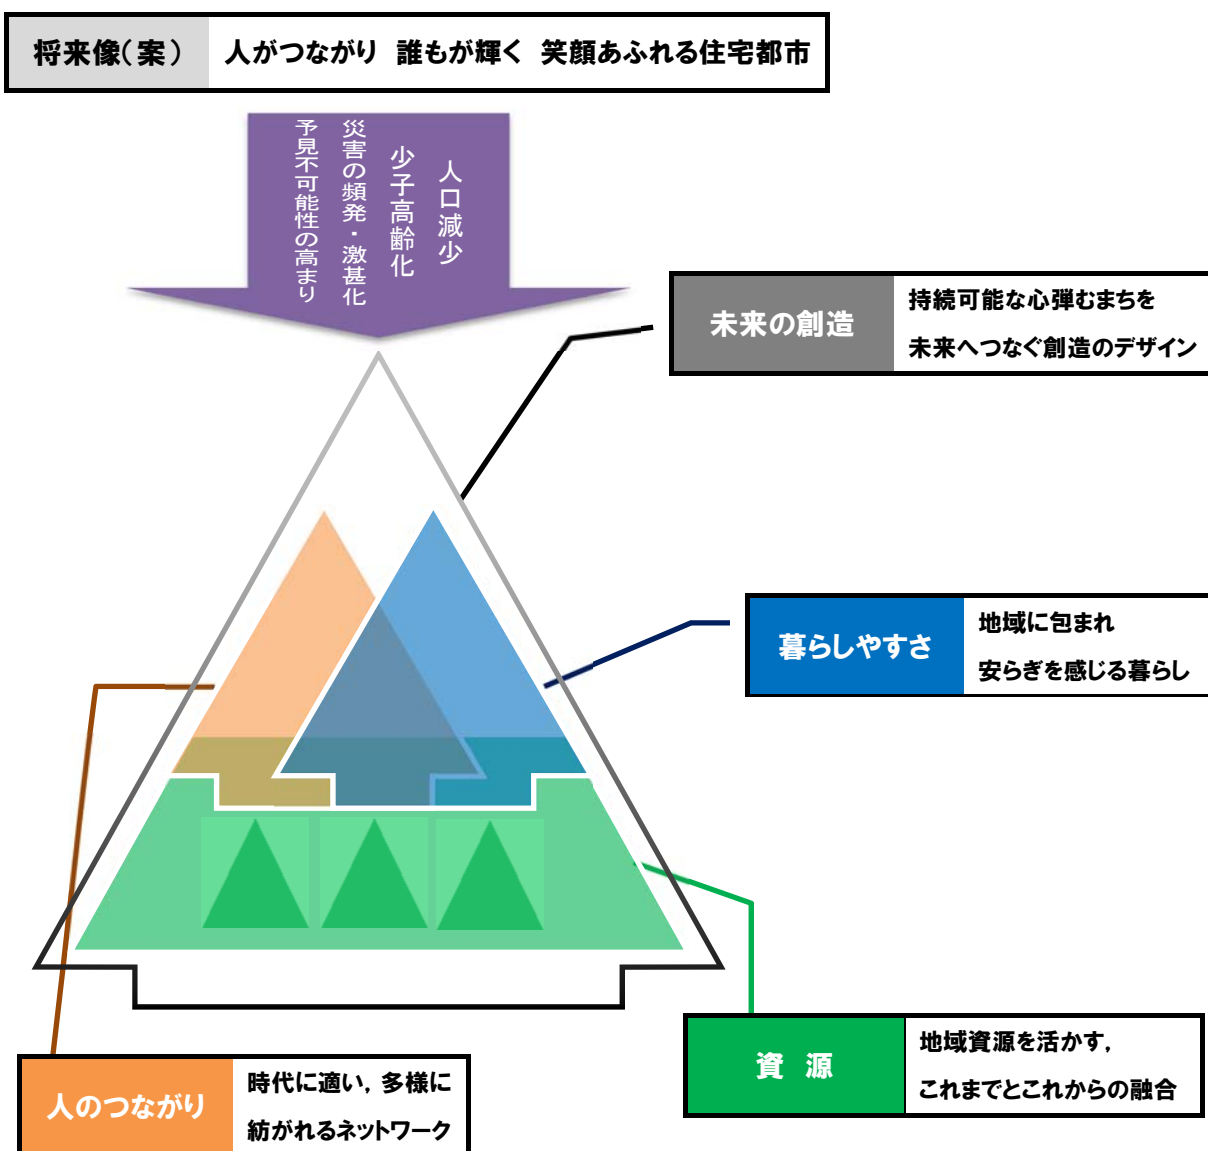 将来像(案) 人がつながり 誰もが輝く 笑顔あふれる住宅都市
人口減少
少子高齢化
災害の頻発・激甚化
予見不可能性の高まり
未来の創造
持続可能な心弾むまちを
未来へつなぐ創造のデザイン
暮らしやすさ
地域に包まれ
安らぎを感じる暮らし
資 源
地域資源を活かす,
これまでとこれからの融合
人のつながり
時代に適い, 多様に
紡がれるネットワーク